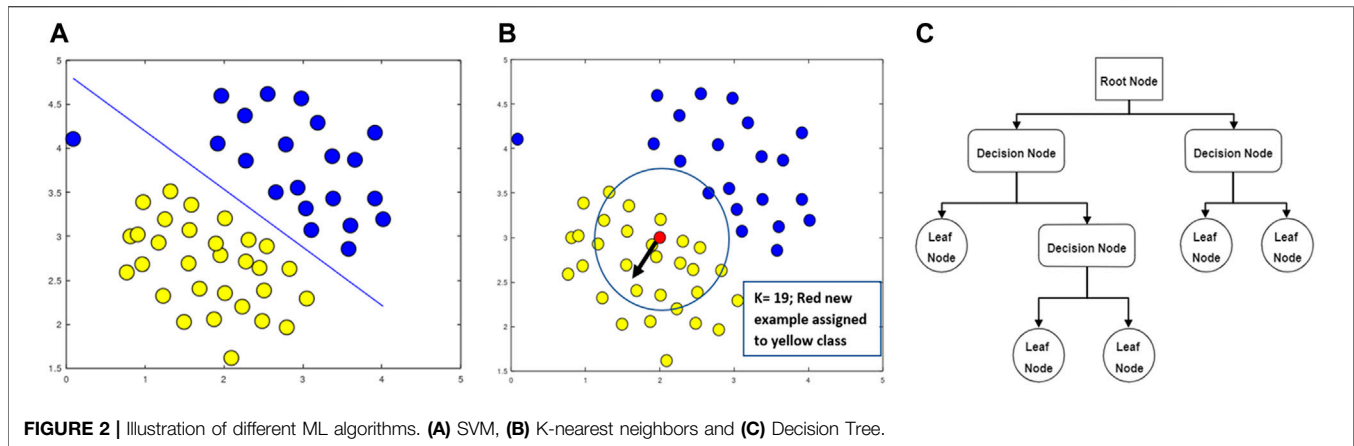 A
5
4.5
4
3.5
3
2.5
2
1.5
0
1
2
3
4
5
B
5
4.5
4
3.5
3
2.5
2
1.5
0
1
2
3
4
5
K= 19; Red new
example assigned
to yellow class
C
Root Node
Decision Node
Decision Node
Leaf
Node
Decision Node
Leaf
Node
Leaf
Node
Leaf
Node
Leaf
Node
FIGURE 2 | Illustration of different ML algorithms. (A) SVM, (B) K-nearest neighbors and (C) Decision Tree.